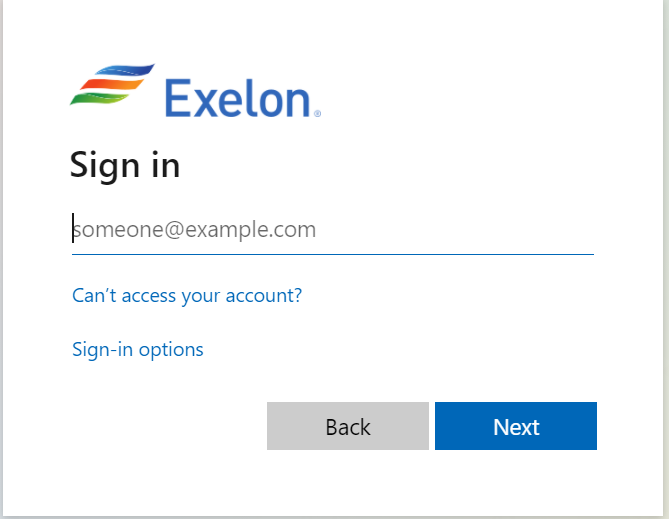 Exelon®
Sign in
someone@example.com
Can't access your account?
Sign-in options
Back
Next